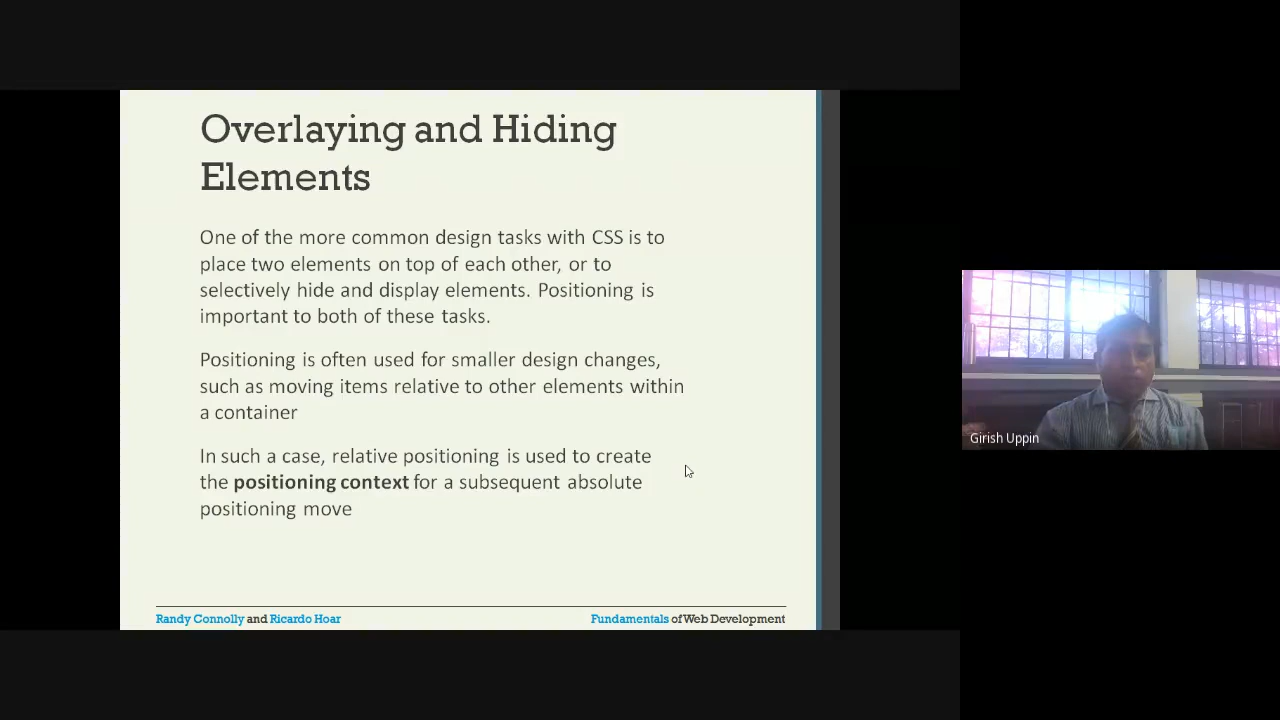 Overlaying and Hiding
Elements
One of the more common design tasks with CSS is to
place two elements on top of each other, or to
selectively hide and display elements. Positioning is
important to both of these tasks.
Positioning is often used for smaller design changes,
such as moving items relative to other elements within
a container
In such a case, relative positioning is used to create
the positioning context for a subsequent absolute
positioning move
Randy Connolly and Ricardo Hoar
Fundamentals of Web Development
Girish Uppin